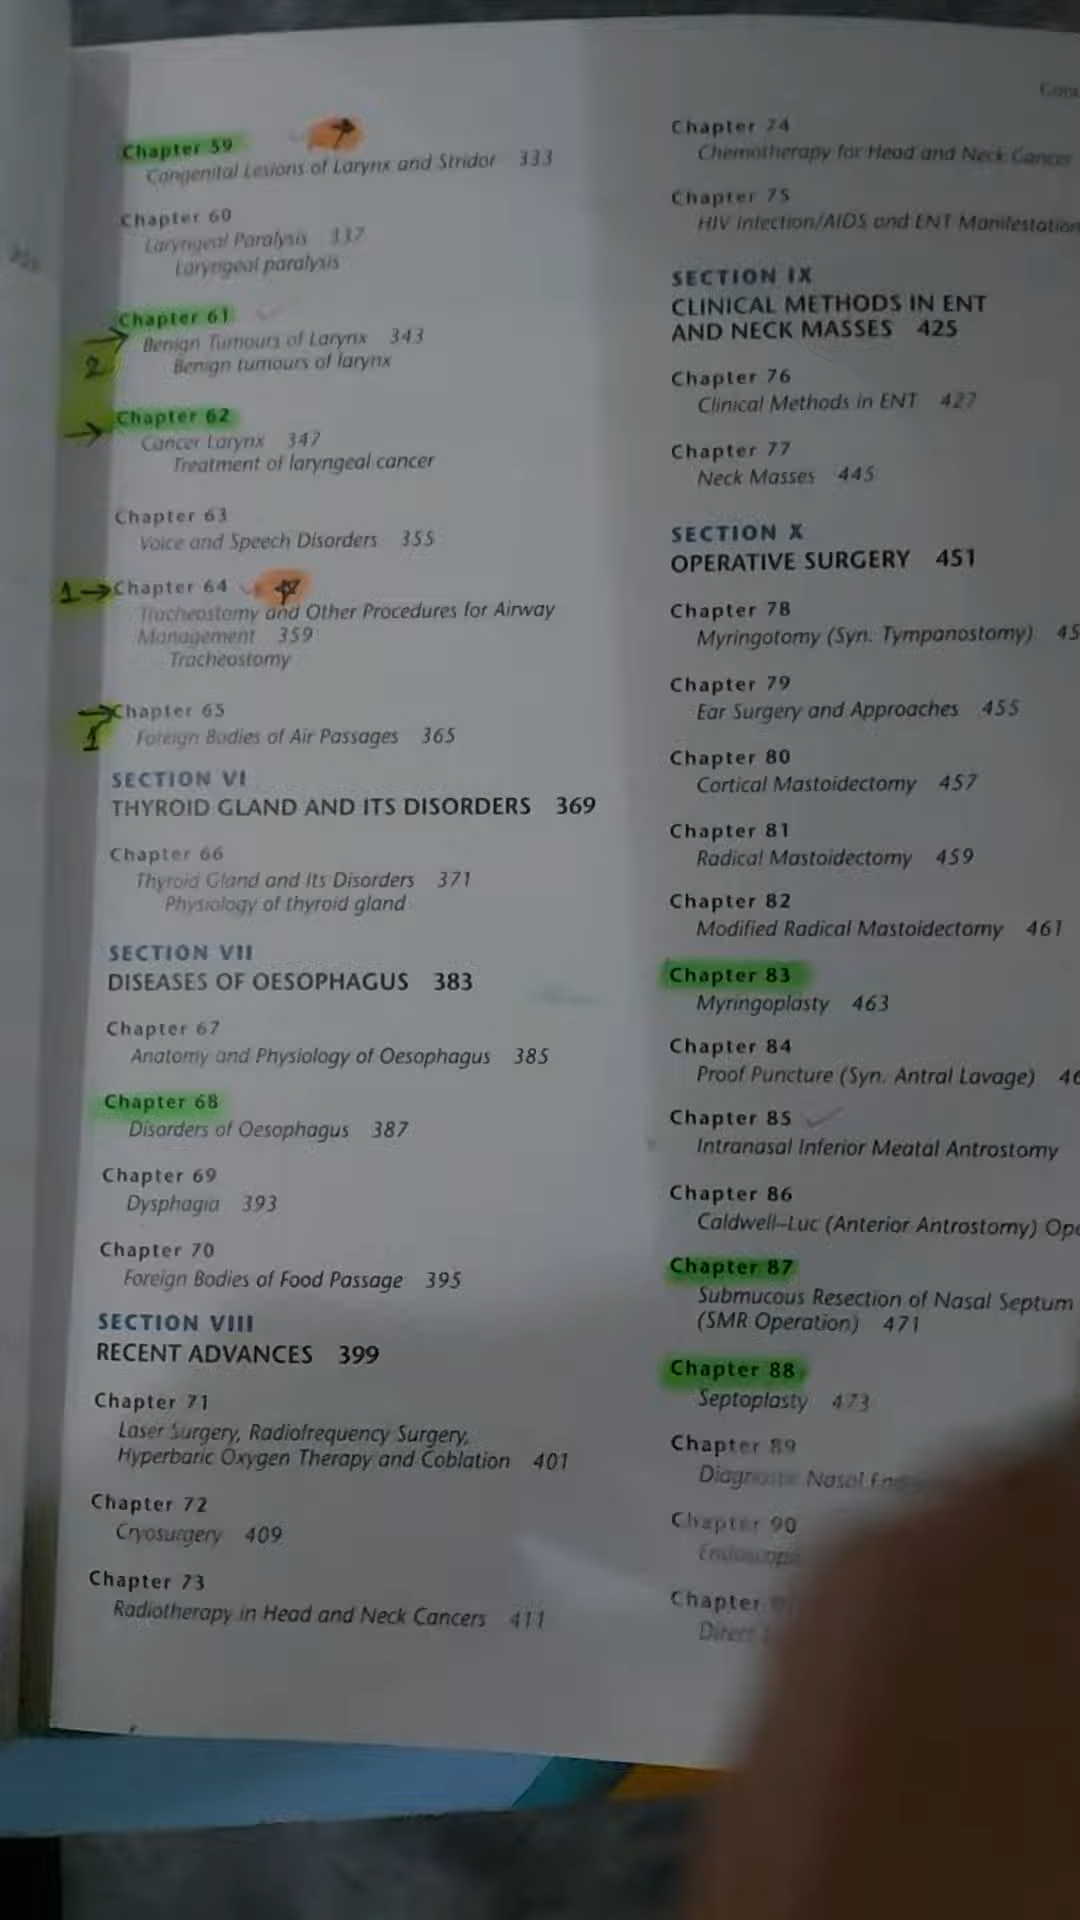 Chapter 59
Congenital Lesions of Larynx and Stridor 333
Chapter 60
Laryngeal Paralysis 337
Laryngeal paralysis
Chapter 61
Benign Tumours of Larynx 343
2
Benign tumours of larynx
Chapter 62
Cancer Larynx 347
Treatment of laryngeal cancer
Chapter 63
Voice and Speech Disorders 355
1 → Chapter 64
Tracheostomy and Other Procedures for Airway
Management 359
Tracheostomy
Chapter 65
1
Foreign Bodies of Air Passages 365
SECTION VI
THYROID GLAND AND ITS DISORDERS 369
Chapter 66
Thyroid Gland and Its Disorders 371
Physiology of thyroid gland
SECTION VII
DISEASES OF OESOPHAGUS 383
Chapter 67
Anatomy and Physiology of Oesophagus 385
Chapter 68
Disorders of Oesophagus 387
Chapter 69
Dysphagia 393
Chapter 70
Foreign Bodies of Food Passage 395
SECTION VIII
RECENT ADVANCES 399
Chapter 71
Laser Surgery, Radiofrequency Surgery,
Hyperbaric Oxygen Therapy and Coblation 401
Chapter 72
Cryosurgery 409
Chapter 73
Radiotherapy in Head and Neck Cancers 411
Chapter 74
Chemotherapy for Head and Neck Cancer
Chapter 75
HIV Infection/AIDS and ENT Manifestation
SECTION IX
CLINICAL METHODS IN ENT
AND NECK MASSES 425
Chapter 76
Clinical Methods in ENT 427
Chapter 77
Neck Masses 445
SECTION X
OPERATIVE SURGERY 451
Chapter 78
Myringotomy (Syn. Tympanostomy) 45
Chapter 79
Ear Surgery and Approaches 455
Chapter 80
Cortical Mastoidectomy 457
Chapter 81
Radical Mastoidectomy 459
Chapter 82
Modified Radical Mastoidectomy 461
Chapter 83
Myringoplasty 463
Chapter 84
Proof Puncture (Syn. Antral Lavage) 46
Chapter 85
Intranasal Inferior Meatal Antrostomy
Chapter 86
Caldwell–Luc (Anterior Antrostomy) Ope
Chapter 87
Submucous Resection of Nasal Septum
(SMR Operation) 471
Chapter 88
Septoplasty 473
Chapter 89
Diagnostic Nasal
Chapter 90
Chapter
Direct